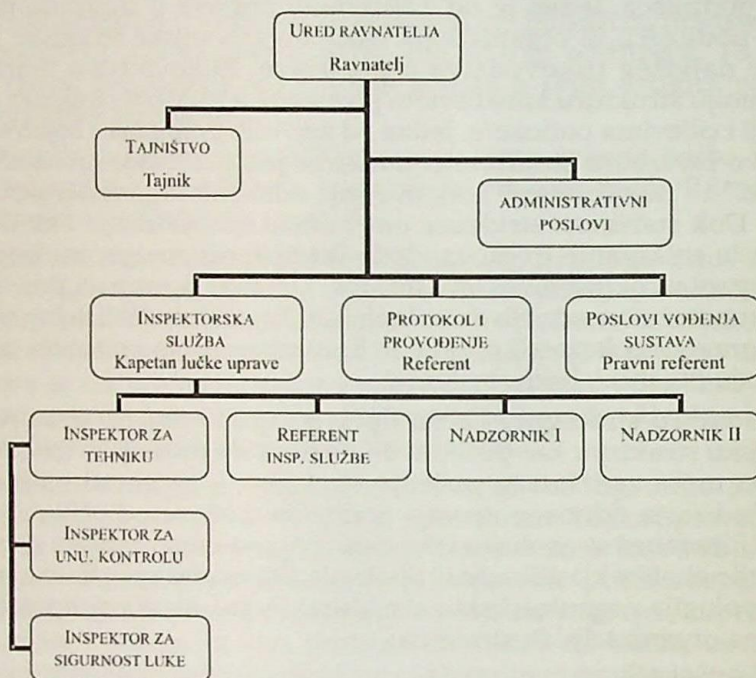 URED RAVNATELJA
Ravnatelj
TAJNIŠTVO
Tajnik
ADMINISTRATIVNI
POSLOVI
INSPEKTORSKA
SLUŽBA
Kapetan lučke uprave
PROTOKOL I
PROVOĐENJE
Referent
POSLOVI VOĐENJA
SUSTAVA
Pravni referent
INSPEKTOR ZA
TEHNIKU
REFERENT
INSP. SLUŽBE
NADZORNIK I
NADZORNIK II
INSPEKTOR ZA
UNU. KONTROLU
INSPEKTOR ZA
SIGURNOST LUKE